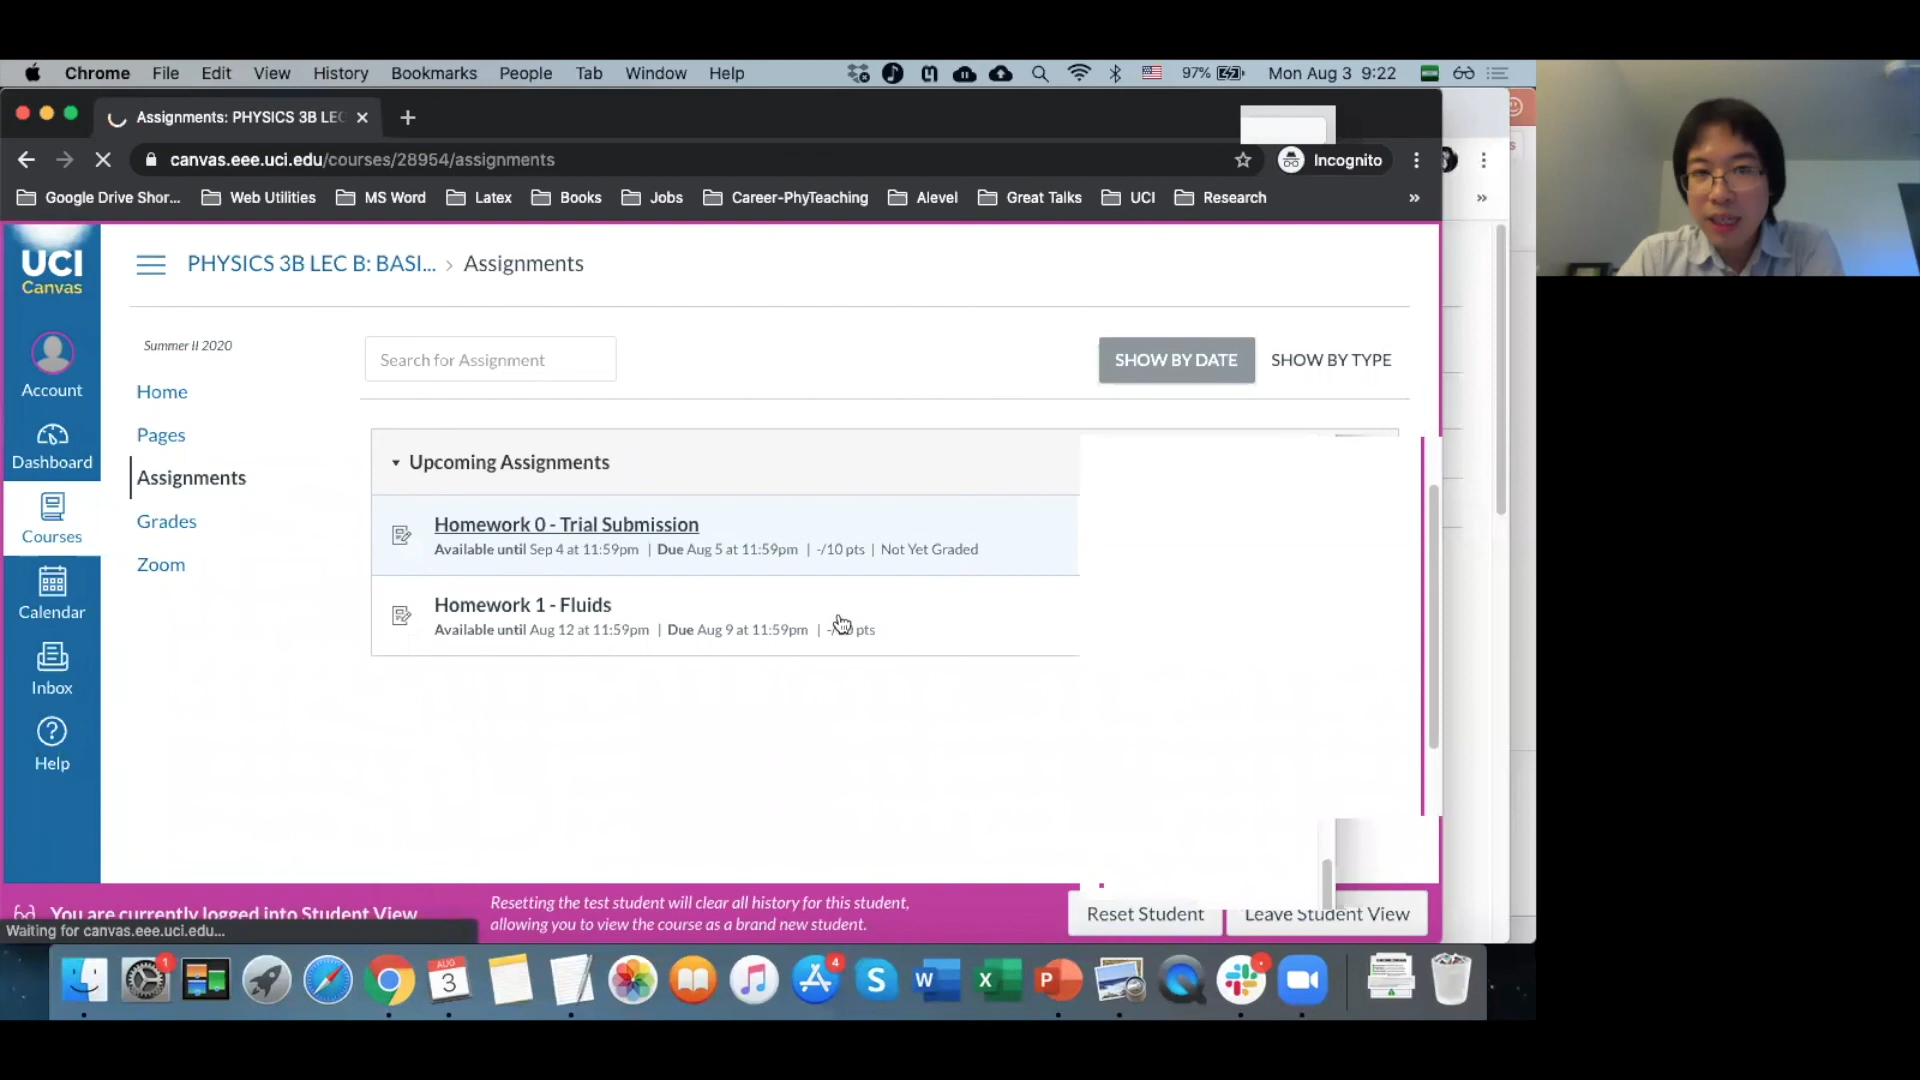 Chrome File Edit View History Bookmarks People Tab Window Help 97% Mon Aug 3 9:22
Assignments: PHYSICS 3B LEC
canvas.eee.uci.edu/courses/28954/assignments Incognito
Google Drive Shor... Web Utilities MS Word Latex Books Jobs Career-PhyTeaching Alevel Great Talks UCI Research » »
UCI
Canvas
PHYSICS 3B LEC B: BASI... › Assignments
Summer II 2020
Search for Assignment
SHOW BY DATE SHOW BY TYPE
Account
Dashboard
Courses
Calendar
Inbox
Help
Home
Pages
Assignments
Grades
Zoom
Upcoming Assignments
Homework 0 - Trial Submission
Available until Sep 4 at 11:59pm | Due Aug 5 at 11:59pm | -/10 pts | Not Yet Graded
Homework 1 - Fluids
Available until Aug 12 at 11:59pm | Due Aug 9 at 11:59pm | pts
You are currently logged into Student View
Resetting the test student will clear all history for this student,
allowing you to view the course as a brand new student.
Reset Student Leave Student View
Waiting for canvas.eee.uci.edu...
1
AUG
3
4
S
W
X
P